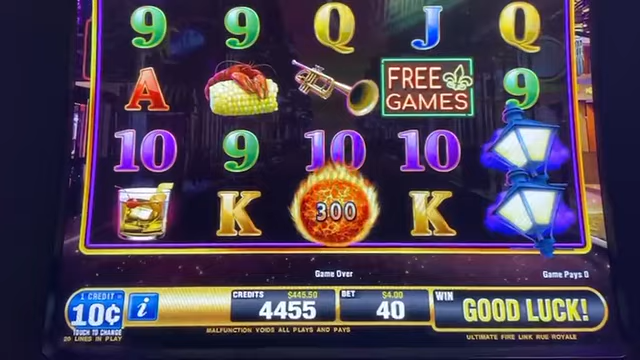 9 9 Q J Q
A FREE GAMES 9
10 9 10 10
K 300 K
Game Over
Game Pays 0
1 CREDIT =
10¢
TOUCH TO CHANGE
20 LINES IN PLAY
i
CREDITS $445.50
4455
BET $4.00
40
WIN GOOD LUCK!
MALFUNCTION VOIDS ALL PLAYS AND PAYS
ULTIMATE FIRE LINK RUE ROYALE